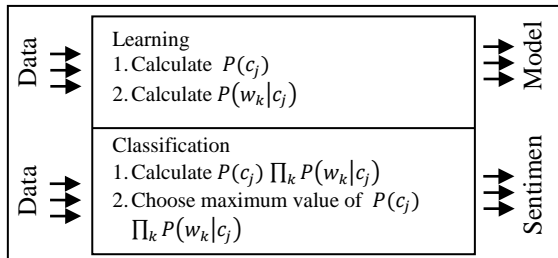 Data
Learning
1. Calculate P(c_j)
2. Calculate P(w_k|c_j)
Model
Data
Classification
1. Calculate P(c_j) ∏_k P(w_k|c_j)
2. Choose maximum value of P(c_j)
∏_k P(w_k|c_j)
Sentimen